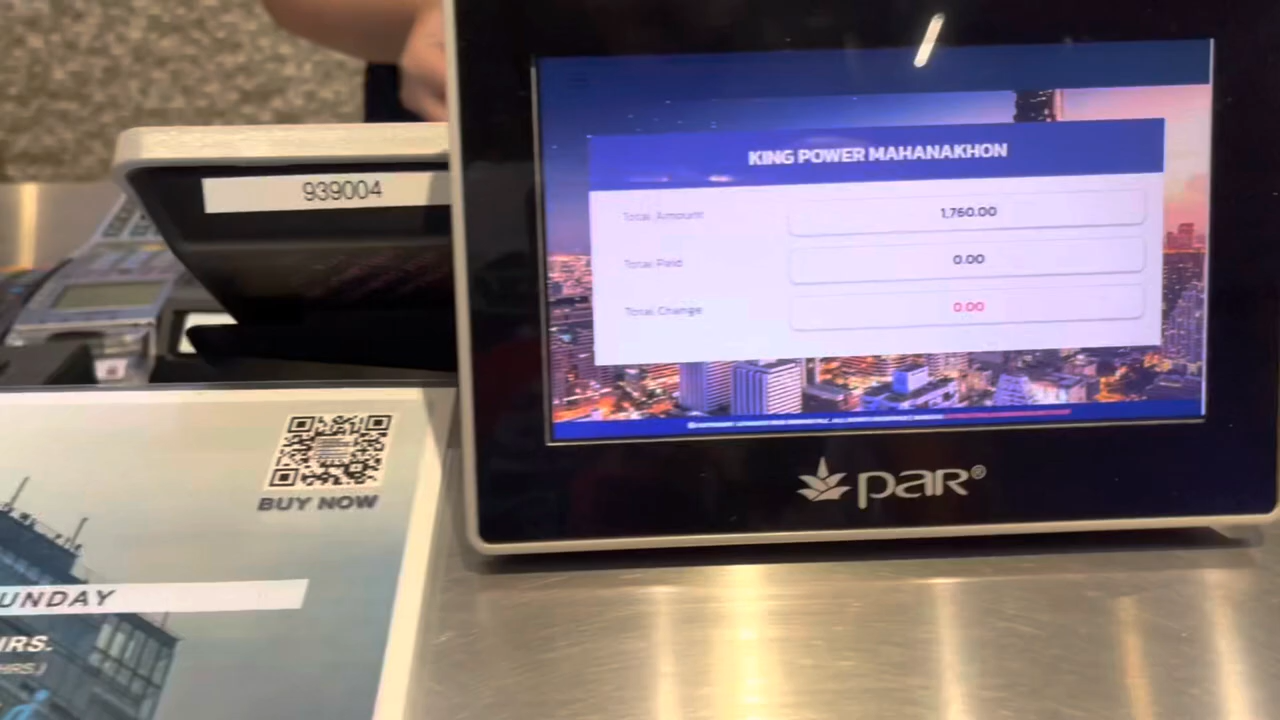 939004
KING POWER MAHANAKHON
Total Amount 1,760.00
Total Paid 0.00
Total Change 0.00
par®
BUY NOW
UNDAY
HRS.
HRS.)